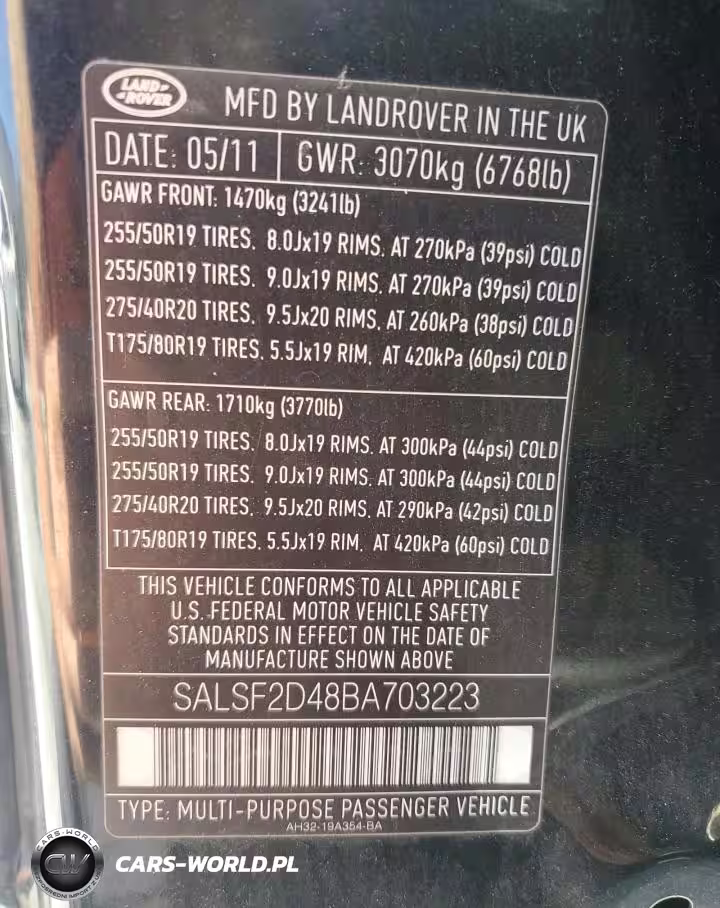 LAND-
-ROVER
MFD BY LANDROVER IN THE UK
DATE: 05/11 GWR: 3070kg (6768lb)
GAWR FRONT: 1470kg (3241lb)
255/50R19 TIRES. 8.0Jx19 RIMS. AT 270kPa (39psi) COLD
255/50R19 TIRES. 9.0Jx19 RIMS. AT 270kPa (39psi) COLD
275/40R20 TIRES. 9.5Jx20 RIMS. AT 260kPa (38psi) COLD
T175/80R19 TIRES. 5.5Jx19 RIM. AT 420kPa (60psi) COLD
GAWR REAR: 1710kg (3770lb)
255/50R19 TIRES. 8.0Jx19 RIMS. AT 300kPa (44psi) COLD
255/50R19 TIRES. 9.0Jx19 RIMS. AT 300kPa (44psi) COLD
275/40R20 TIRES. 9.5Jx20 RIMS. AT 290kPa (42psi) COLD
T175/80R19 TIRES. 5.5Jx19 RIM. AT 420kPa (60psi) COLD
THIS VEHICLE CONFORMS TO ALL APPLICABLE
U.S. FEDERAL MOTOR VEHICLE SAFETY
STANDARDS IN EFFECT ON THE DATE OF
MANUFACTURE SHOWN ABOVE
SALSF2D48BA703223
TYPE: MULTI-PURPOSE PASSENGER VEHICLE
AH32-19A354-BA
CARS-WORLD
CW
CARS-WORLD.PL